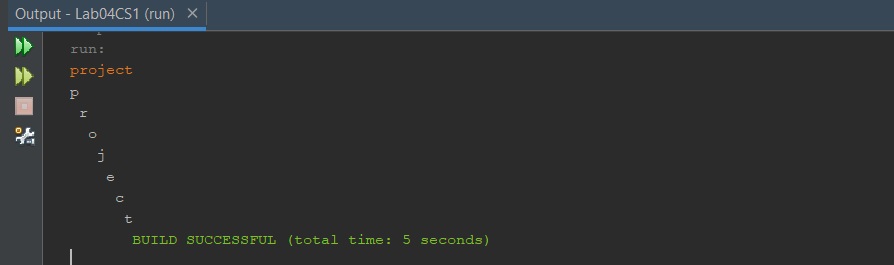 Output - Lab04CS1 (run) ×
run:
project
p
r
o
j
e
c
t
BUILD SUCCESSFUL (total time: 5 seconds)